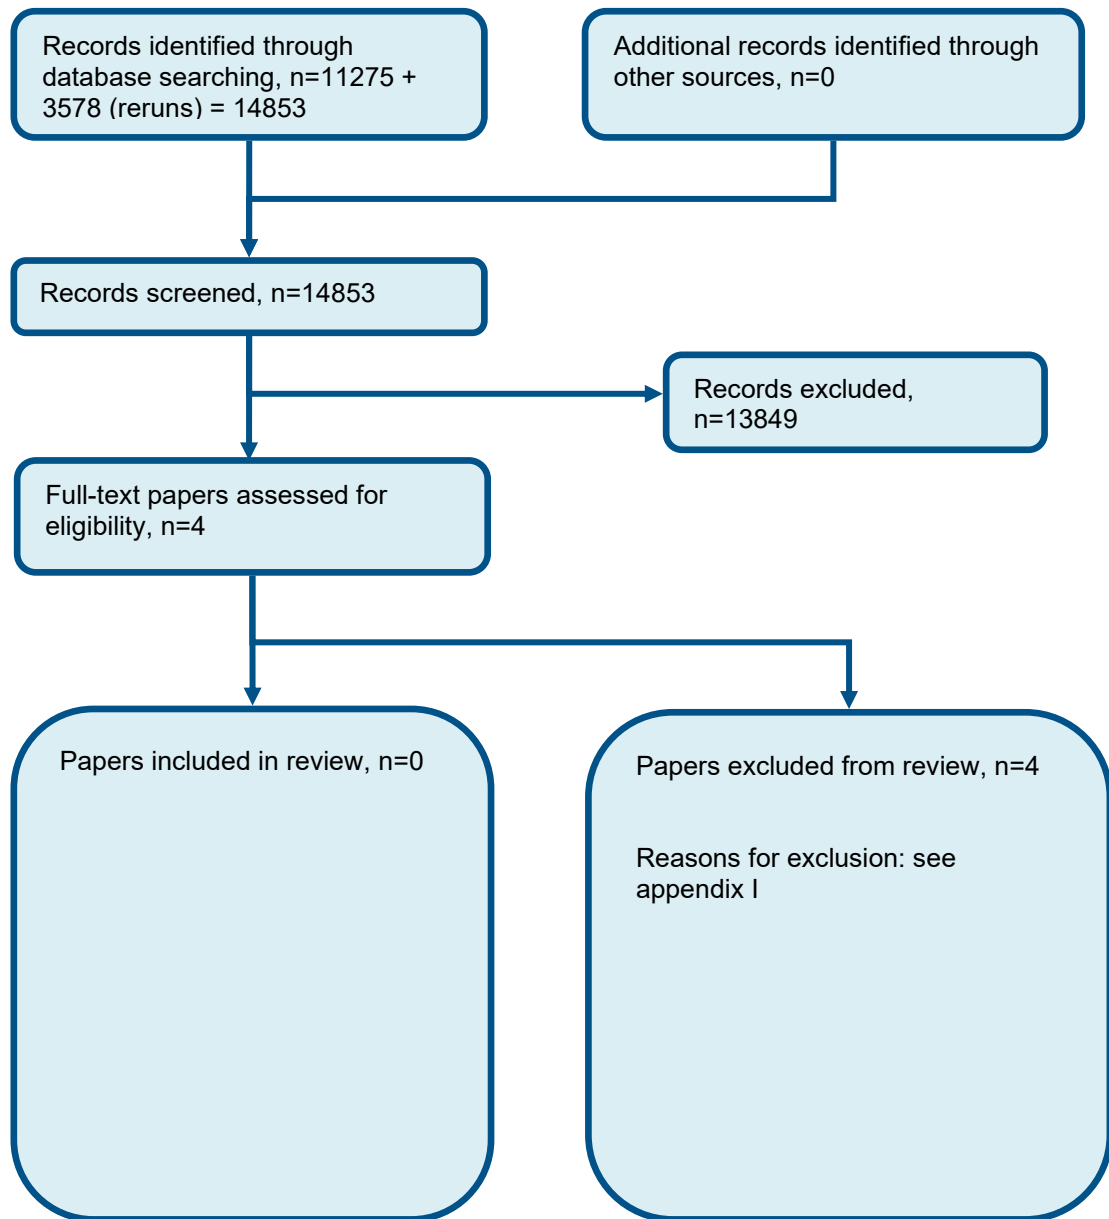 Records identified through
database searching, n=11275 +
3578 (reruns) = 14853
Additional records identified through
other sources, n=0
Records screened, n=14853
Records excluded,
n=13849
Full-text papers assessed for
eligibility, n=4
Papers included in review, n=0
Papers excluded from review, n=4
Reasons for exclusion: see
appendix I